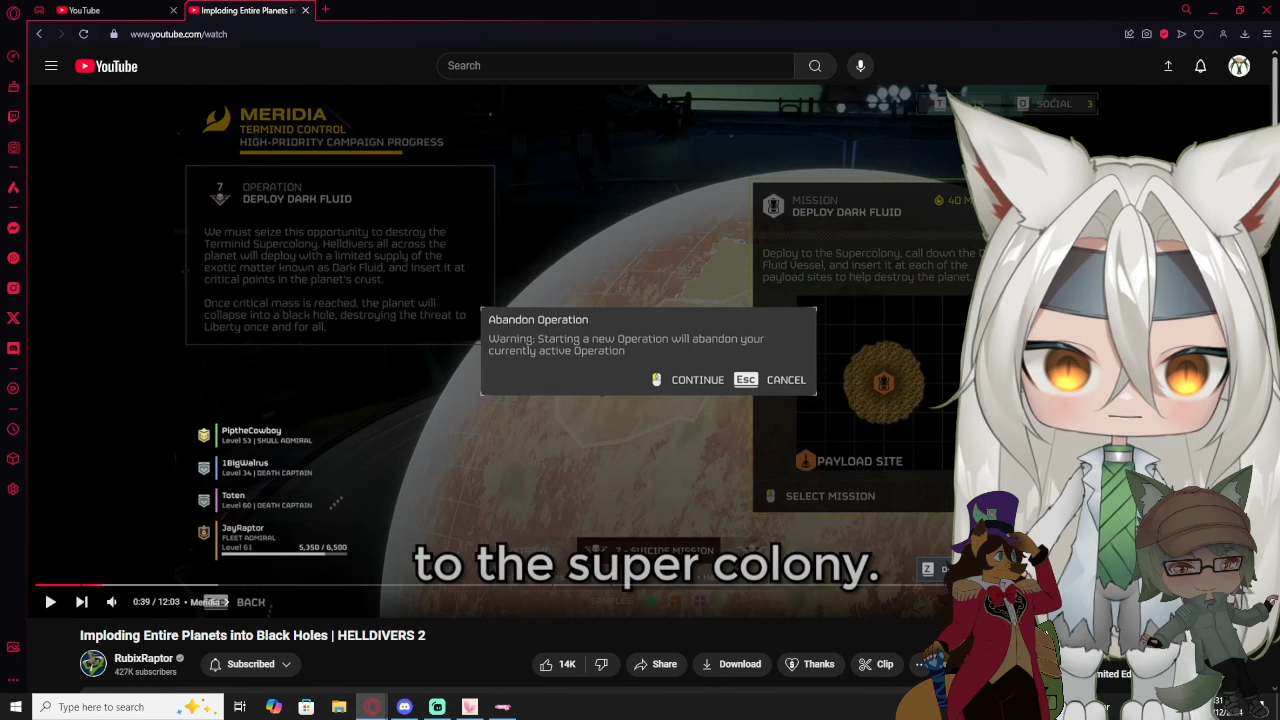 YouTube
Imploding Entire Planets in
www.youtube.com/watch
YouTube
Search
MERIDIA
TERMINID CONTROL
HIGH-PRIORITY CAMPAIGN PROGRESS
T
SOCIAL 3
7
OPERATION
DEPLOY DARK FLUID
We must seize this opportunity to destroy the
Terminid Supercolony. Helldivers all across the
planet will deploy with a limited supply of the
exotic matter known as Dark Fluid, and insert it at
critical points in the planet's crust.
Once critical mass is reached, the planet will
collapse into a black hole, destroying the threat to
Liberty once and for all.
MISSION
DEPLOY DARK FLUID
40 M
Deploy to the Supercolony, call down the D
Fluid Vessel, and insert it at each of the
payload sites to help destroy the planet.
Abandon Operation
Warning: Starting a new Operation will abandon your
currently active Operation
CONTINUE Esc CANCEL
PAYLOAD SITE
SELECT MISSION
PiptheCowboy
Level 53 | SKULL ADMIRAL
1BigWalrus
Level 34 | DEATH CAPTAIN
Toten
Level 60 | DEATH CAPTAIN
JayRaptor
FLEET ADMIRAL
Level 61 5,350 / 6,500
7 - SUICIDE MISSION
to the super colony.
Z
0:39 / 12:03 • Meridia
BACK
SAMPLES:
Imploding Entire Planets into Black Holes | HELLDIVERS 2
RubixRaptor
427K subscribers
Subscribed
14K
Share
Download
Thanks
Clip
Limited Ed
Type here to search